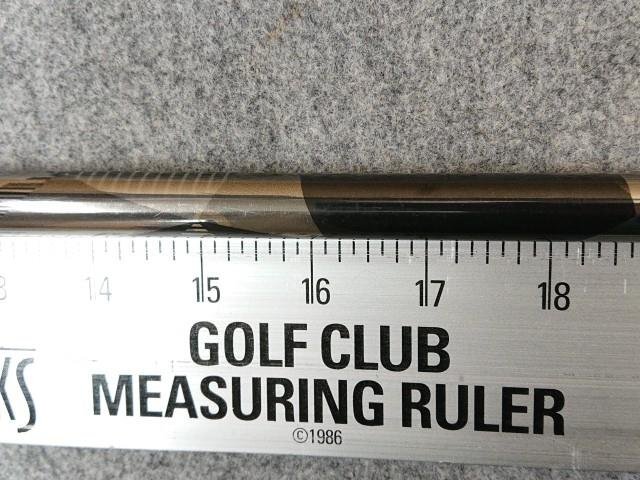 14 15 16 17 18
GOLF CLUB
MEASURING RULER
©1986